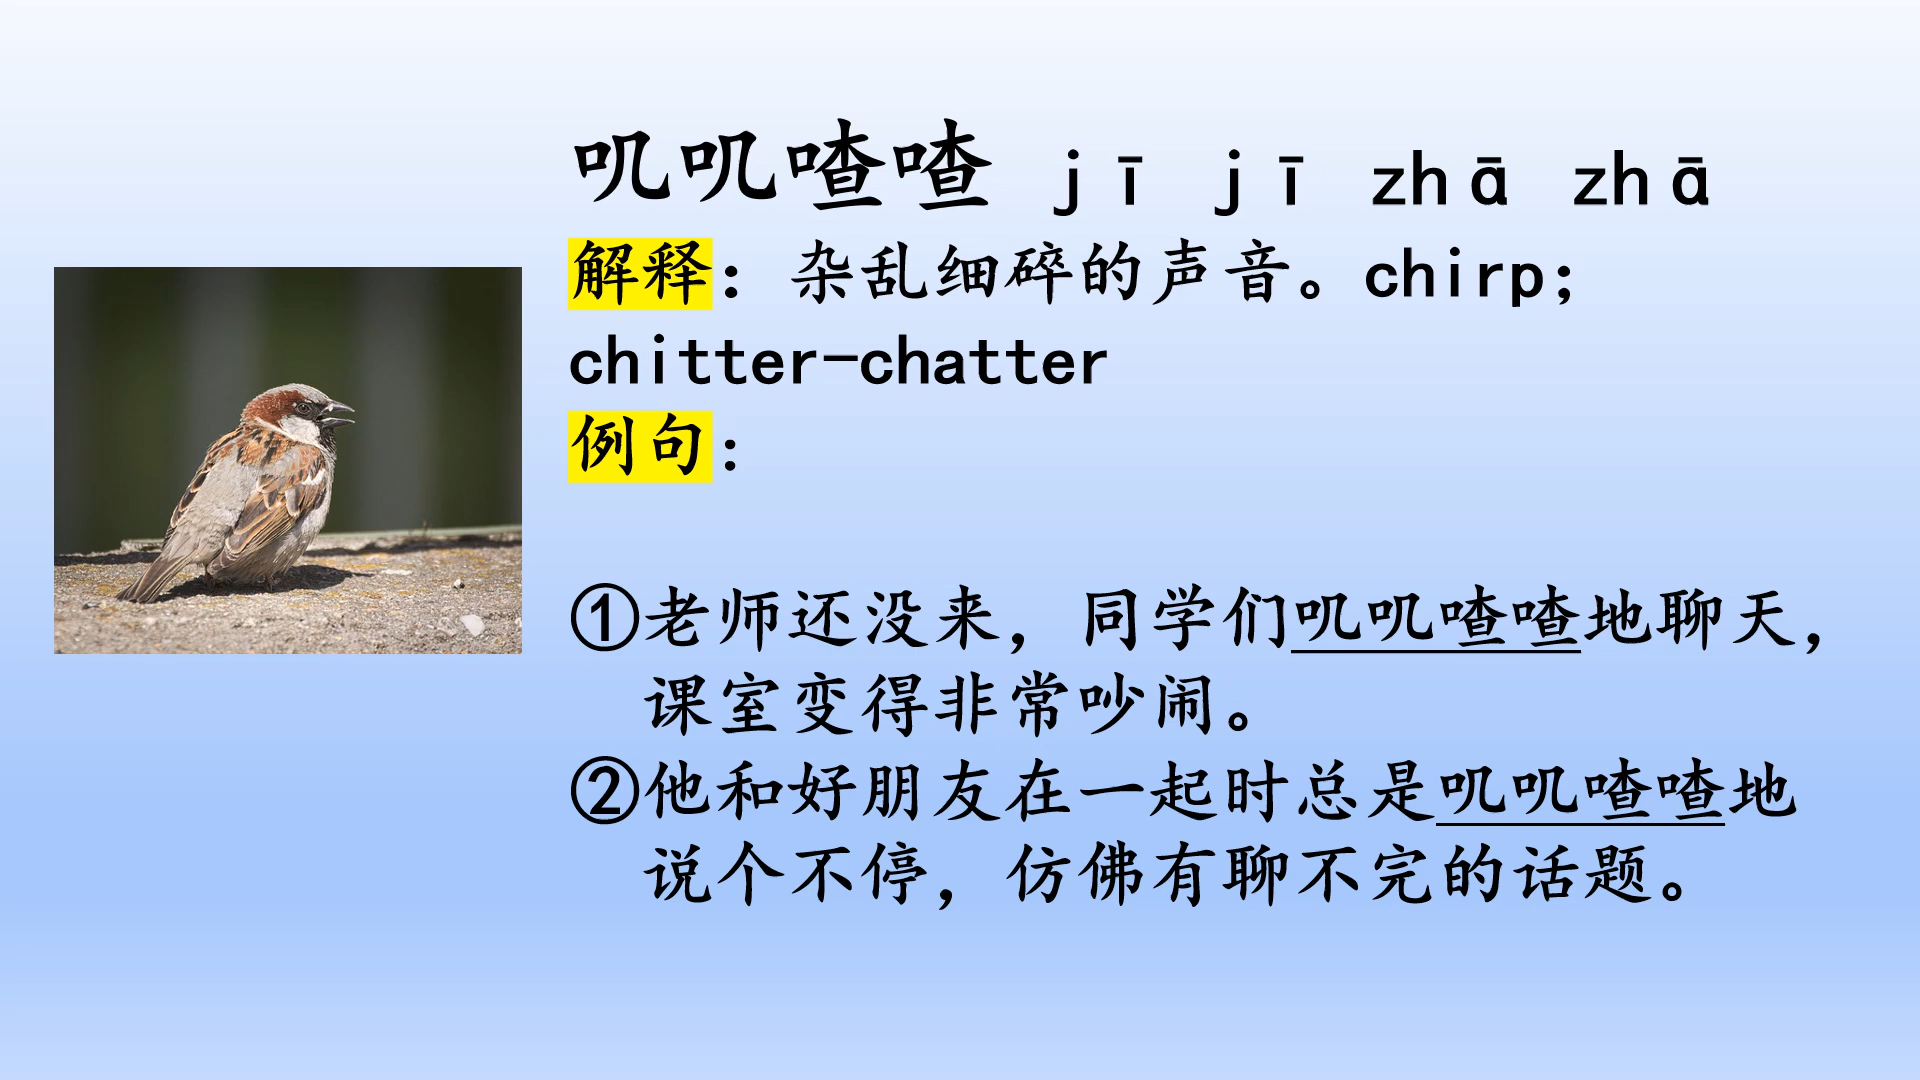 叽叽喳喳 jī jī zhā zhā
解释：杂乱细碎的声音。chirp;
chitter-chatter
例句：
①老师还没来，同学们叽叽喳喳地聊天，
课室变得非常吵闹。
②他和好朋友在一起时总是叽叽喳喳地
说个不停，仿佛有聊不完的话题。